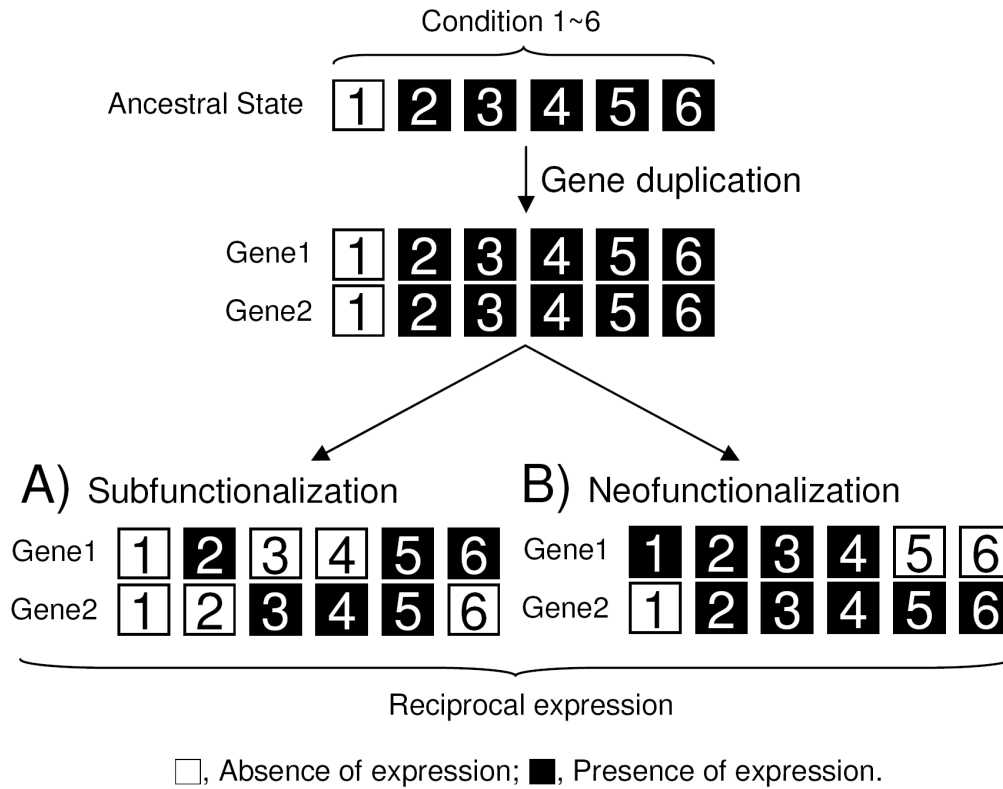 Condition 1~6
Ancestral State 1 2 3 4 5 6
Gene duplication
Gene1 1 2 3 4 5 6
Gene2 1 2 3 4 5 6
A) Subfunctionalization
Gene1 1 2 3 4 5 6
Gene2 1 2 3 4 5 6
B) Neofunctionalization
Gene1 1 2 3 4 5 6
Gene2 1 2 3 4 5 6
Reciprocal expression
, Absence of expression; , Presence of expression.